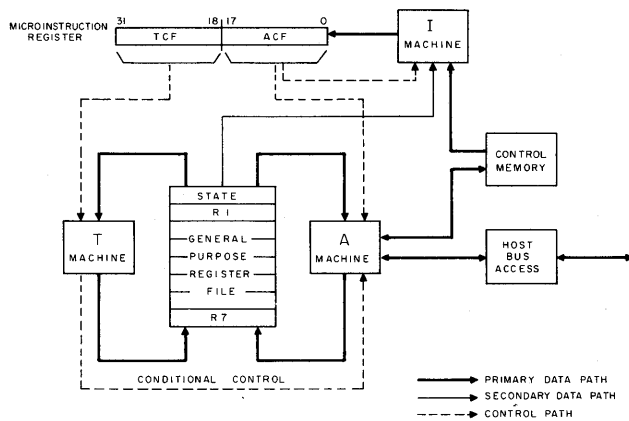 31 18 17 0
MICROINSTRUCTION
REGISTER
TCF ACF
I
MACHINE
CONTROL
MEMORY
STATE
R1
T
MACHINE
GENERAL
PURPOSE
REGISTER
FILE
R7
A
MACHINE
HOST
BUS
ACCESS
CONDITIONAL CONTROL
PRIMARY DATA PATH
SECONDARY DATA PATH
CONTROL PATH